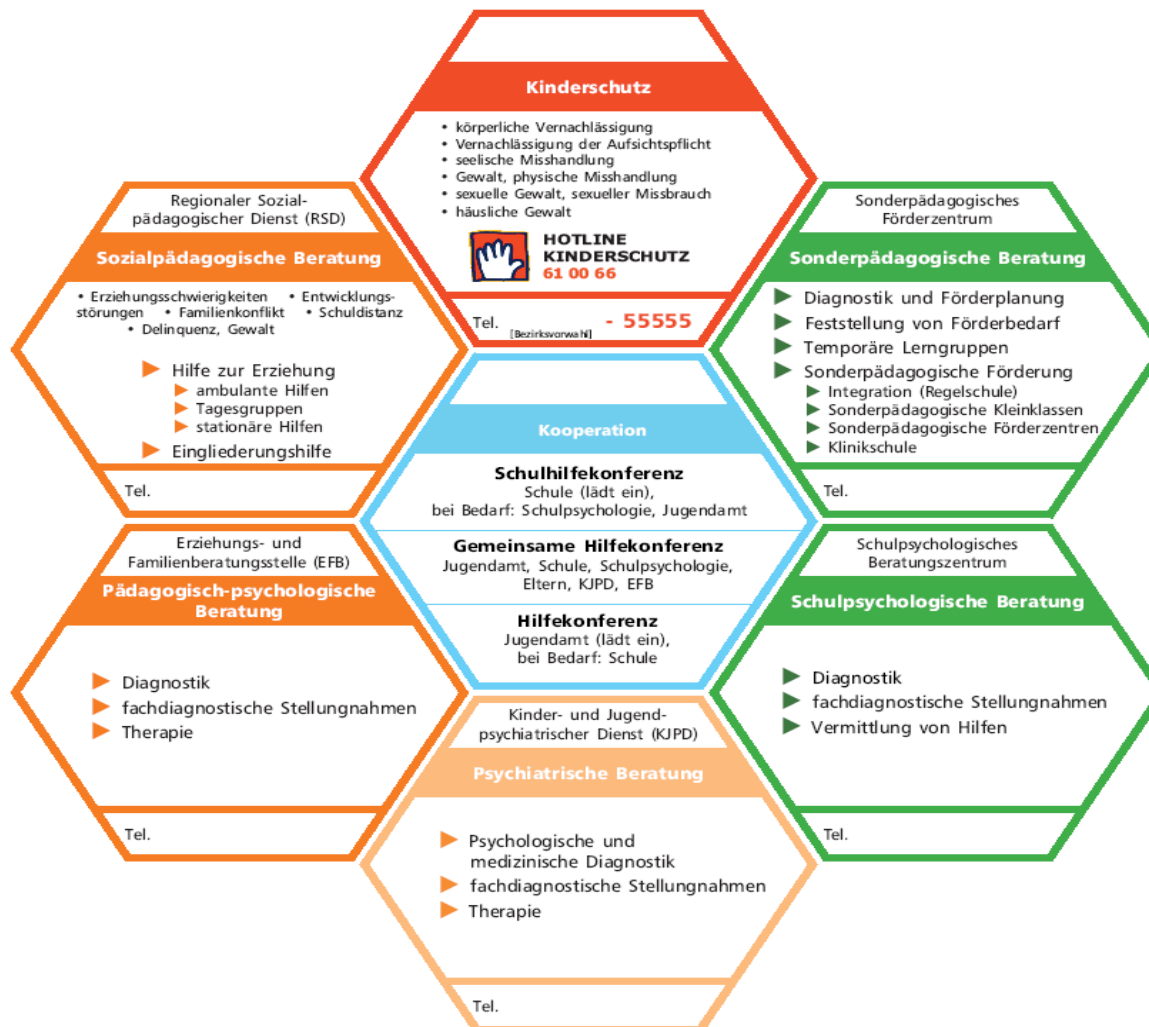 Kinderschutz
• körperliche Vernachlässigung
• Vernachlässigung der Aufsichtspflicht
• seelische Misshandlung
• Gewalt, physische Misshandlung
• sexuelle Gewalt, sexueller Missbrauch
• häusliche Gewalt
HOTLINE
KINDERSCHUTZ
61 00 66
Tel. - 55555
[Bezirksvorwahl]
Regionaler Sozial-
pädagogischer Dienst (RSD)
Sozialpädagogische Beratung
• Erziehungsschwierigkeiten • Entwicklungs-
störungen • Familienkonflikt • Schuldistanz
• Delinquenz, Gewalt
Hilfe zur Erziehung
ambulante Hilfen
Tagesgruppen
stationäre Hilfen
Eingliederungshilfe
Tel.
Sonderpädagogisches
Förderzentrum
Sonderpädagogische Beratung
Diagnostik und Förderplanung
Feststellung von Förderbedarf
Temporäre Lerngruppen
Sonderpädagogische Förderung
Integration (Regelschule)
Sonderpädagogische Kleinklassen
Sonderpädagogische Förderzentren
Klinikschule
Tel.
Kooperation
Schulhilfekonferenz
Schule (lädt ein),
bei Bedarf: Schulpsychologie, Jugendamt
Gemeinsame Hilfekonferenz
Jugendamt, Schule, Schulpsychologie,
Eltern, KJPD, EFB
Hilfekonferenz
Jugendamt (lädt ein),
bei Bedarf: Schule
Erziehungs- und
Familienberatungsstelle (EFB)
Pädagogisch-psychologische
Beratung
Diagnostik
fachdiagnostische Stellungnahmen
Therapie
Tel.
Schulpsychologisches
Beratungszentrum
Schulpsychologische Beratung
Diagnostik
fachdiagnostische Stellungnahmen
Vermittlung von Hilfen
Tel.
Kinder- und Jugend-
psychiatrischer Dienst (KJPD)
Psychiatrische Beratung
Psychologische und
medizinische Diagnostik
fachdiagnostische Stellungnahmen
Therapie
Tel.